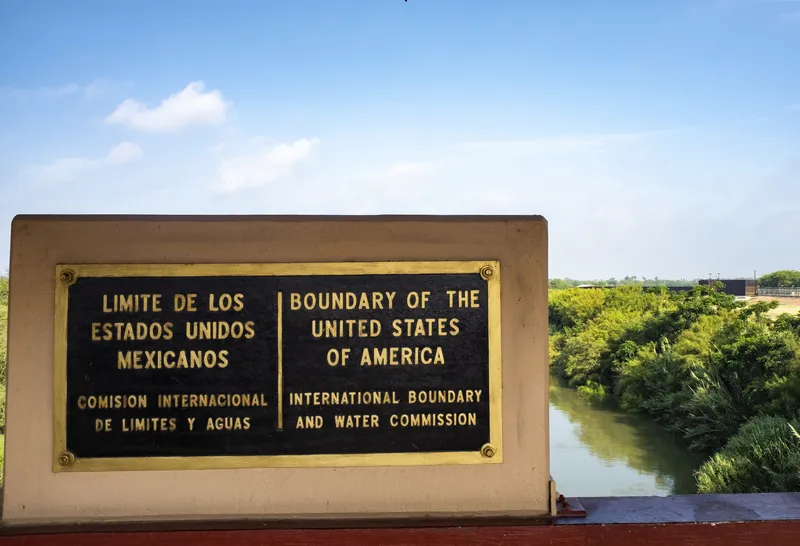 LIMITE DE LOS
ESTADOS UNIDOS
MEXICANOS
COMISION INTERNACIONAL
DE LIMITES Y AGUAS
BOUNDARY OF THE
UNITED STATES
OF AMERICA
INTERNATIONAL BOUNDARY
AND WATER COMMISSION